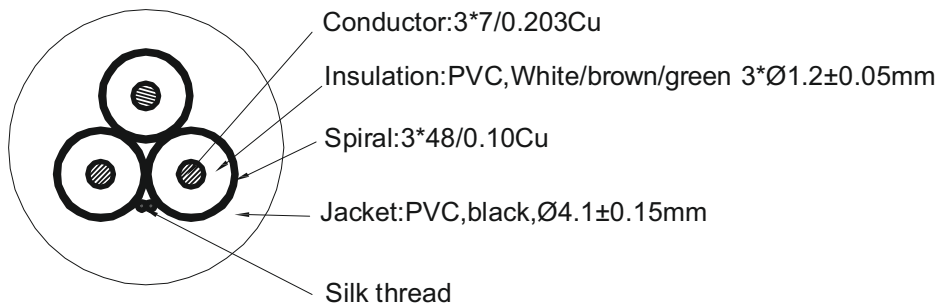 Conductor:3*7/0.203Cu
Insulation:PVC,White/brown/green 3*Ø1.2±0.05mm
Spiral:3*48/0.10Cu
Jacket:PVC,black,Ø4.1±0.15mm
Silk thread